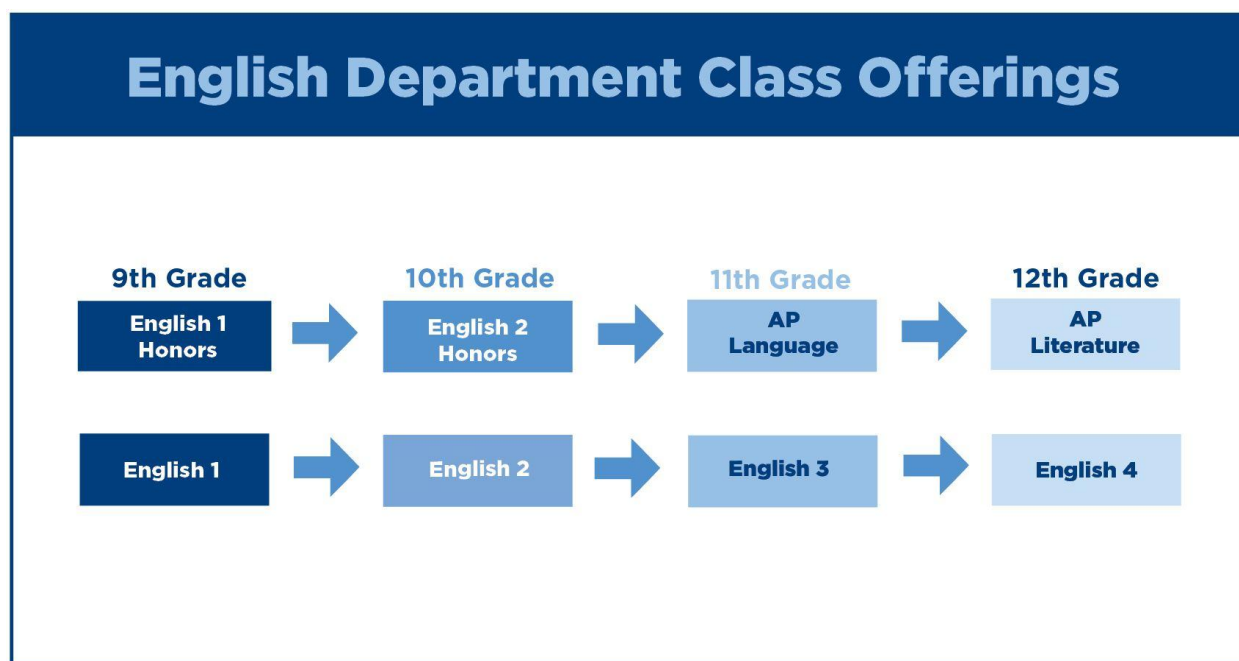 English Department Class Offerings
9th Grade
10th Grade
11th Grade
12th Grade
English 1
Honors
English 2
Honors
AP
Language
AP
Literature
English 1
English 2
English 3
English 4